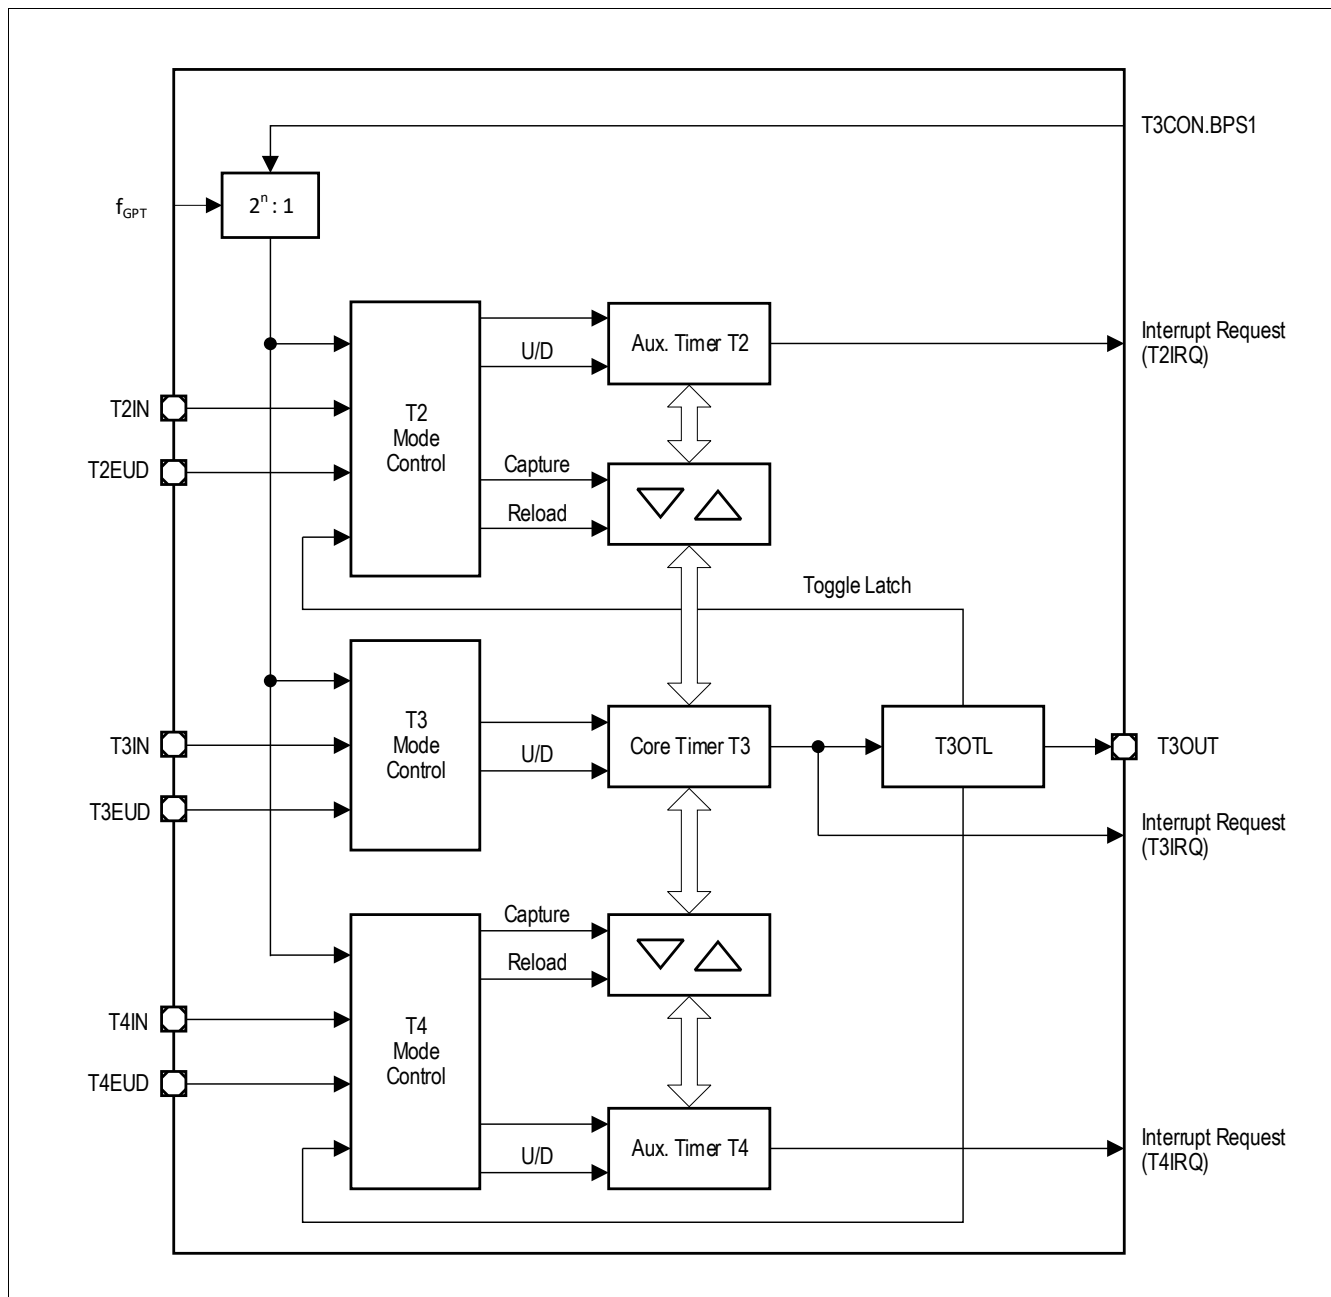 T3CON.BPS1
fGPT
2n : 1
Aux. Timer T2
U/D
Interrupt Request
(T2IRQ)
T2IN
T2EUD
T2
Mode
Control
Capture
Reload
Toggle Latch
T3
Mode
Control
T3IN
T3EUD
U/D
Core Timer T3
T3OTL
T3OUT
Interrupt Request
(T3IRQ)
Capture
Reload
T4IN
T4EUD
T4
Mode
Control
U/D
Aux. Timer T4
Interrupt Request
(T4IRQ)